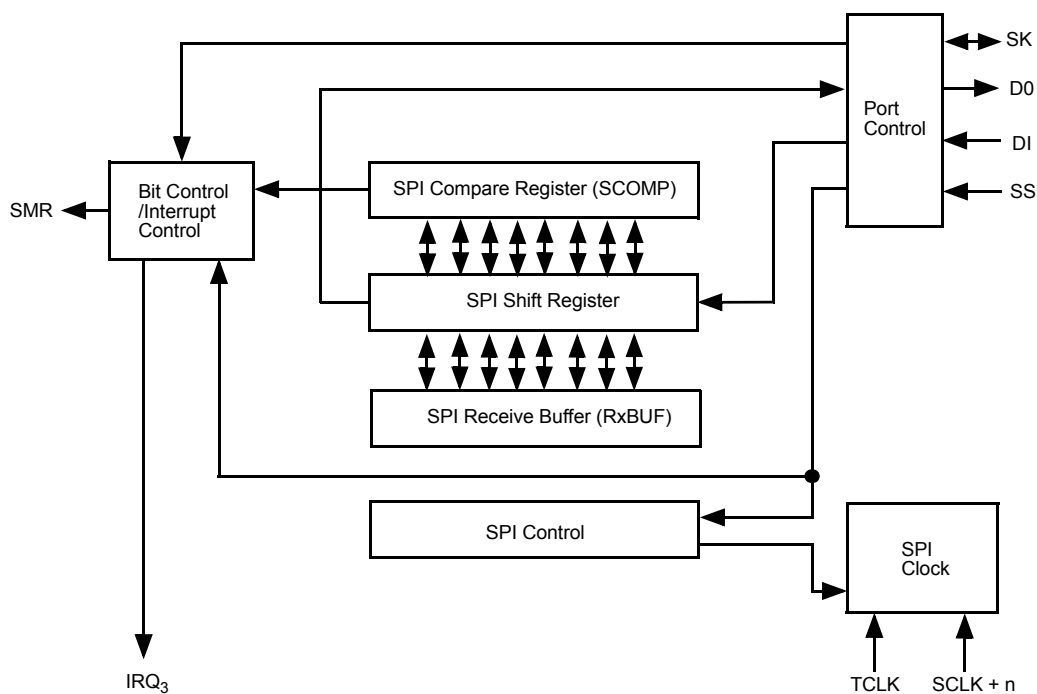 SK
D0
Port
Control
DI
SS
Bit Control
/Interrupt
Control
SMR
SPI Compare Register (SCOMP)
SPI Shift Register
SPI Receive Buffer (RxBUF)
SPI Control
SPI
Clock
IRQ3
TCLK
SCLK + n